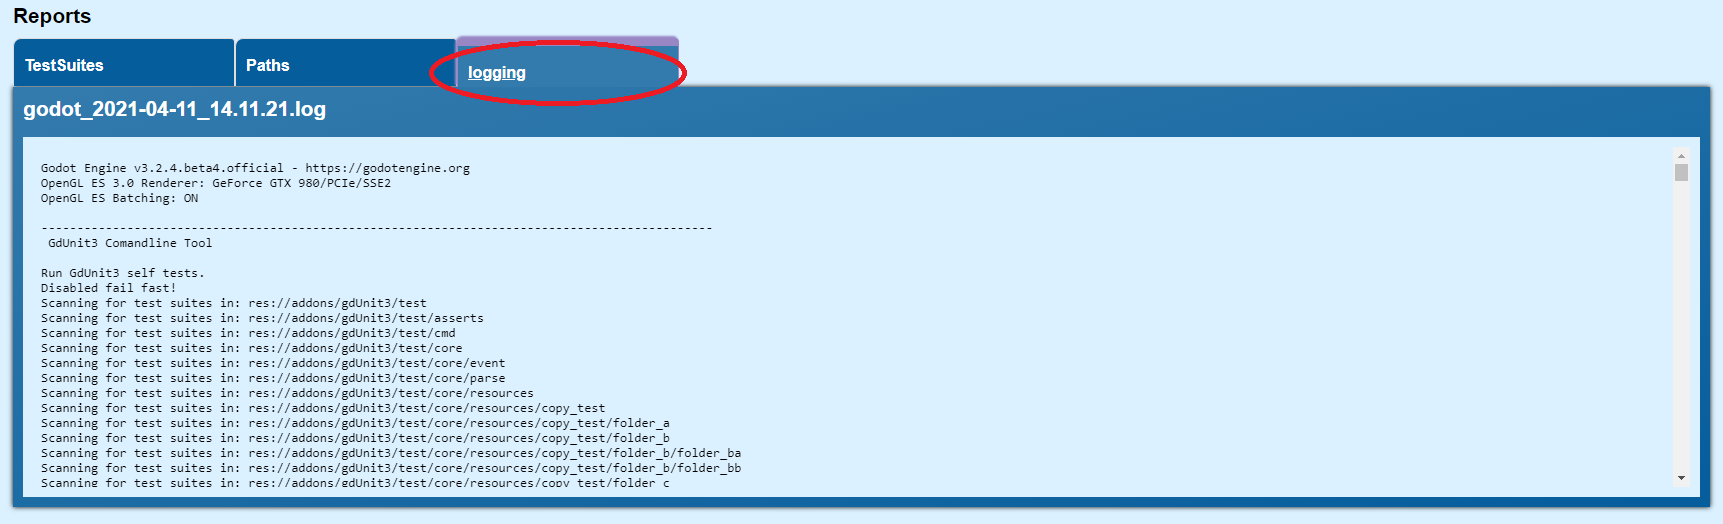 Reports
TestSuites
Paths
logging
godot_2021-04-11_14.11.21.log
Godot Engine v3.2.4.beta4.official - https://godotengine.org
OpenGL ES 3.0 Renderer: GeForce GTX 980/PCIe/SSE2
OpenGL ES Batching: ON
----------------------------------------------------------------------------------------------
GdUnit3 Comandline Tool
Run GdUnit3 self tests.
Disabled fail fast!
Scanning for test suites in: res://addons/gdUnit3/test
Scanning for test suites in: res://addons/gdUnit3/test/asserts
Scanning for test suites in: res://addons/gdUnit3/test/cmd
Scanning for test suites in: res://addons/gdUnit3/test/core
Scanning for test suites in: res://addons/gdUnit3/test/core/event
Scanning for test suites in: res://addons/gdUnit3/test/core/parse
Scanning for test suites in: res://addons/gdUnit3/test/core/resources
Scanning for test suites in: res://addons/gdUnit3/test/core/resources/copy_test
Scanning for test suites in: res://addons/gdUnit3/test/core/resources/copy_test/folder_a
Scanning for test suites in: res://addons/gdUnit3/test/core/resources/copy_test/folder_b
Scanning for test suites in: res://addons/gdUnit3/test/core/resources/copy_test/folder_b/folder_ba
Scanning for test suites in: res://addons/gdUnit3/test/core/resources/copy_test/folder_b/folder_bb
Scanning for test suites in: res://addons/gdUnit3/test/core/resources/copy_test/folder_c